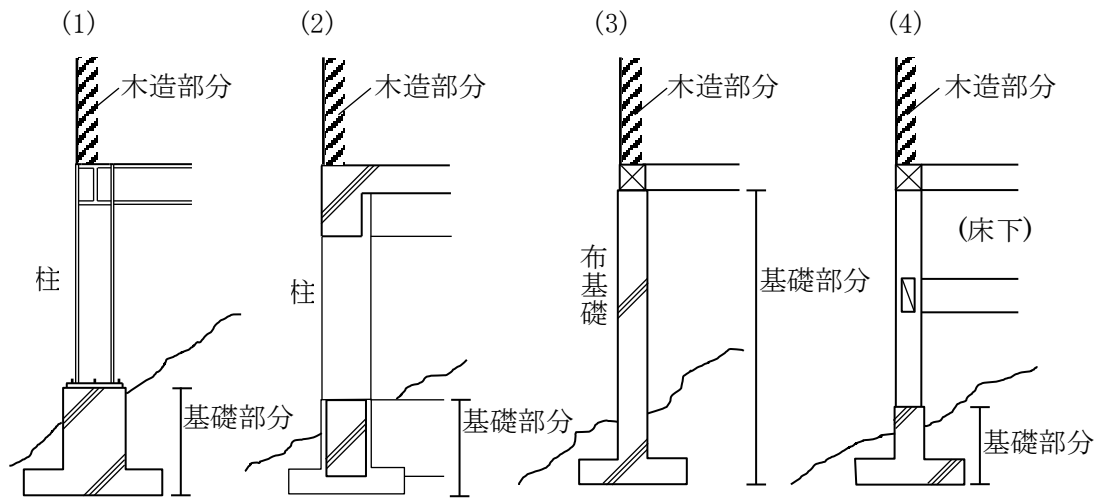 (1)
(2)
(3)
(4)
木造部分
木造部分
木造部分
木造部分
柱
柱
布基礎
(床下)
基礎部分
基礎部分
基礎部分
基礎部分